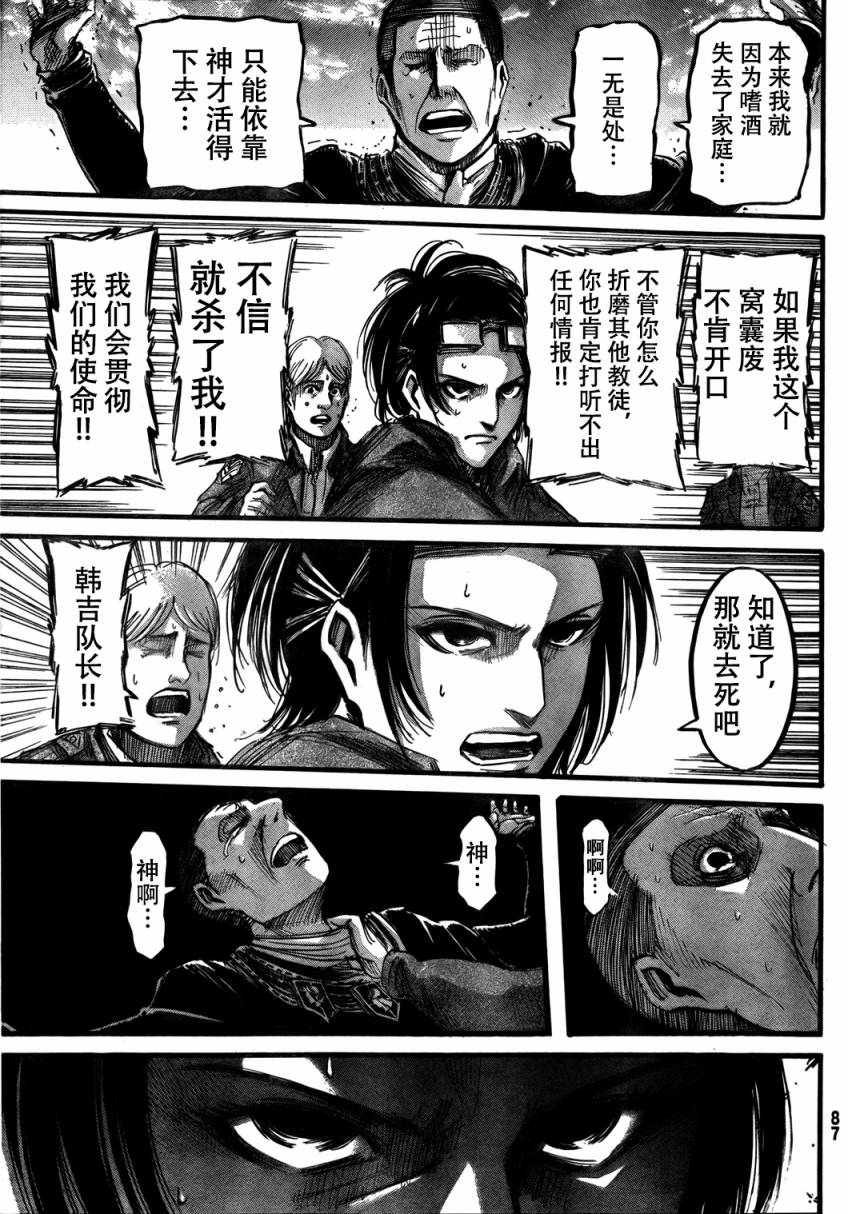 本来我就
因为嗜酒
失去了家庭…
一无是处…
只能依靠
神才活得
下去…
如果我这个
窝囊废
不肯开口
不管你怎么
折磨其他教徒,
你也肯定打听不出
任何情报!!
不信
就杀了我!!
我们会贯彻
我们的使命!!
知道了,
那就去死吧
韩吉队长!!
啊啊…
神…
神啊…
87